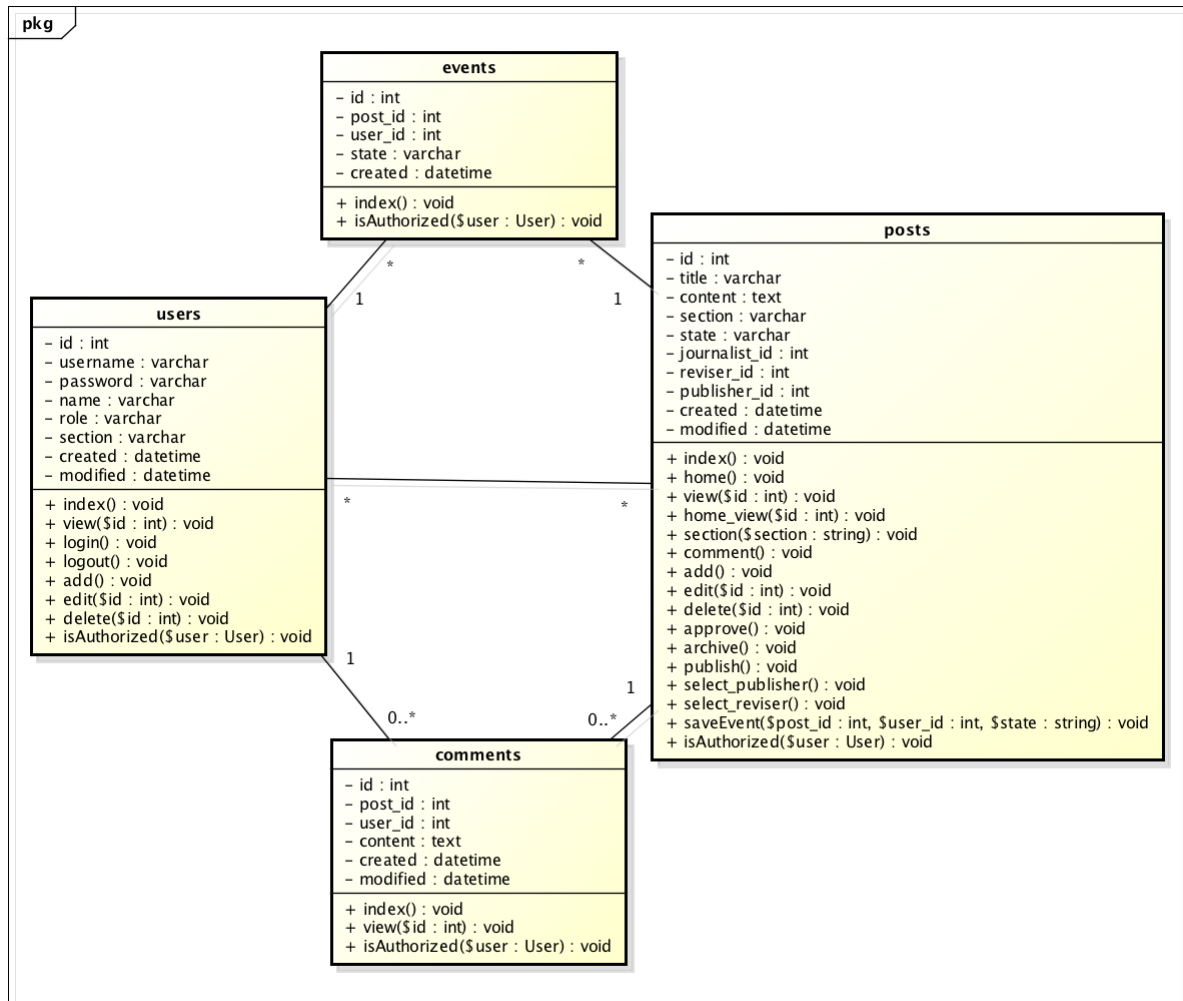 pkg
events
– id : int
– post_id : int
– user_id : int
– state : varchar
– created : datetime
+ index() : void
+ isAuthorized($user : User) : void
*
1
*
1
users
– id : int
– username : varchar
– password : varchar
– name : varchar
– role : varchar
– section : varchar
– created : datetime
– modified : datetime
+ index() : void
+ view($id : int) : void
+ login() : void
+ logout() : void
+ add() : void
+ edit($id : int) : void
+ delete($id : int) : void
+ isAuthorized($user : User) : void
*
*
posts
– id : int
– title : varchar
– content : text
– section : varchar
– state : varchar
– journalist_id : int
– reviser_id : int
– publisher_id : int
– created : datetime
– modified : datetime
+ index() : void
+ home() : void
+ view($id : int) : void
+ home_view($id : int) : void
+ section($section : string) : void
+ comment() : void
+ add() : void
+ edit($id : int) : void
+ delete($id : int) : void
+ approve() : void
+ archive() : void
+ publish() : void
+ select_publisher() : void
+ select_reviser() : void
+ saveEvent($post_id : int, $user_id : int, $state : string) : void
+ isAuthorized($user : User) : void
1
0..*
1
0..*
comments
– id : int
– post_id : int
– user_id : int
– content : text
– created : datetime
– modified : datetime
+ index() : void
+ view($id : int) : void
+ isAuthorized($user : User) : void